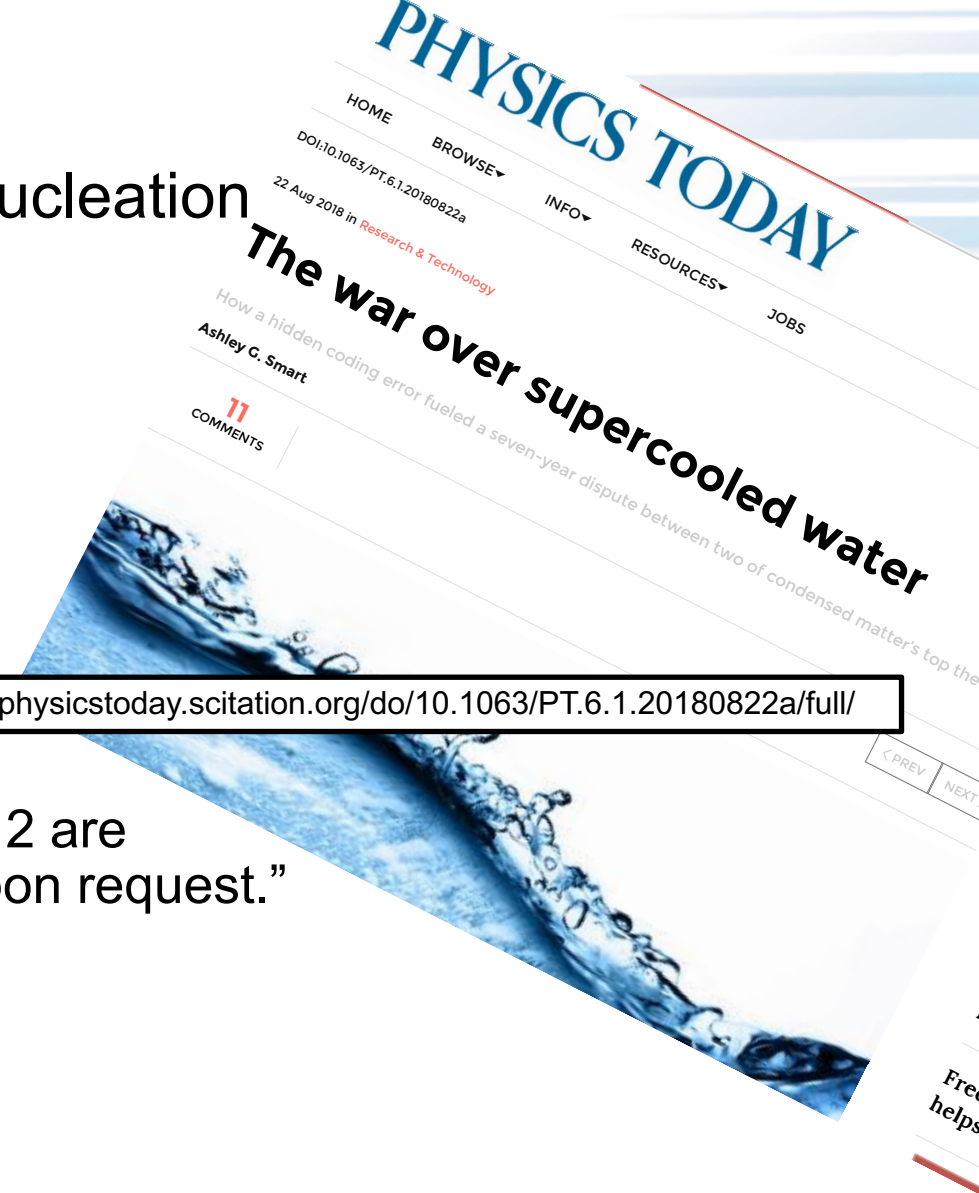 PHYSICS TODAY
HOME BROWSE▾ INFO▾ RESOURCES▾ JOBS
DOI:10.1063/PT.6.1.20180822a
22 Aug 2018 in Research & Technology
ucleation
The war over supercooled water
How a hidden coding error fueled a seven-year dispute between two of condensed matter's top the
Ashley G. Smart
11
COMMENTS
physicstoday.scitation.org/do/10.1063/PT.6.1.20180822a/full/
< PREV NEXT
2 are
on request.”
Free
helps